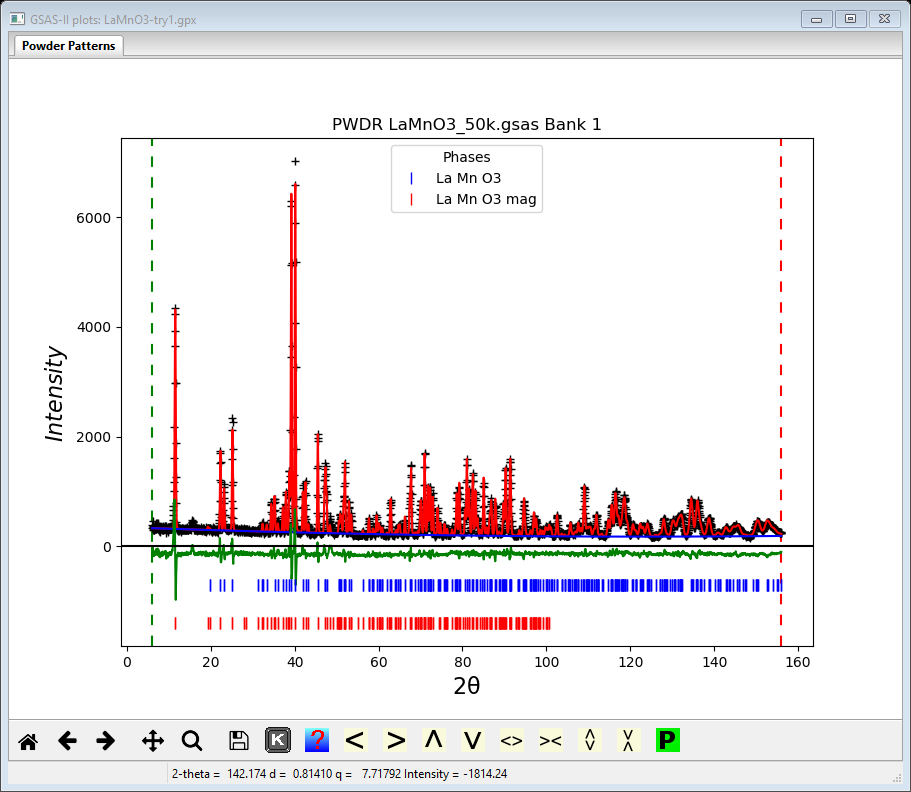 GSAS-II plots: LaMnO3-try1.gpx
Powder Patterns
PWDR LaMnO3_50k.gsas Bank 1
Phases
La Mn O3
La Mn O3 mag
6000
4000
2000
0
Intensity
0 20 40 60 80 100 120 140 160
2θ
K ? < > Λ V <> >< P
2-theta = 142.174 d = 0.81410 q = 7.71792 Intensity = -1814.24